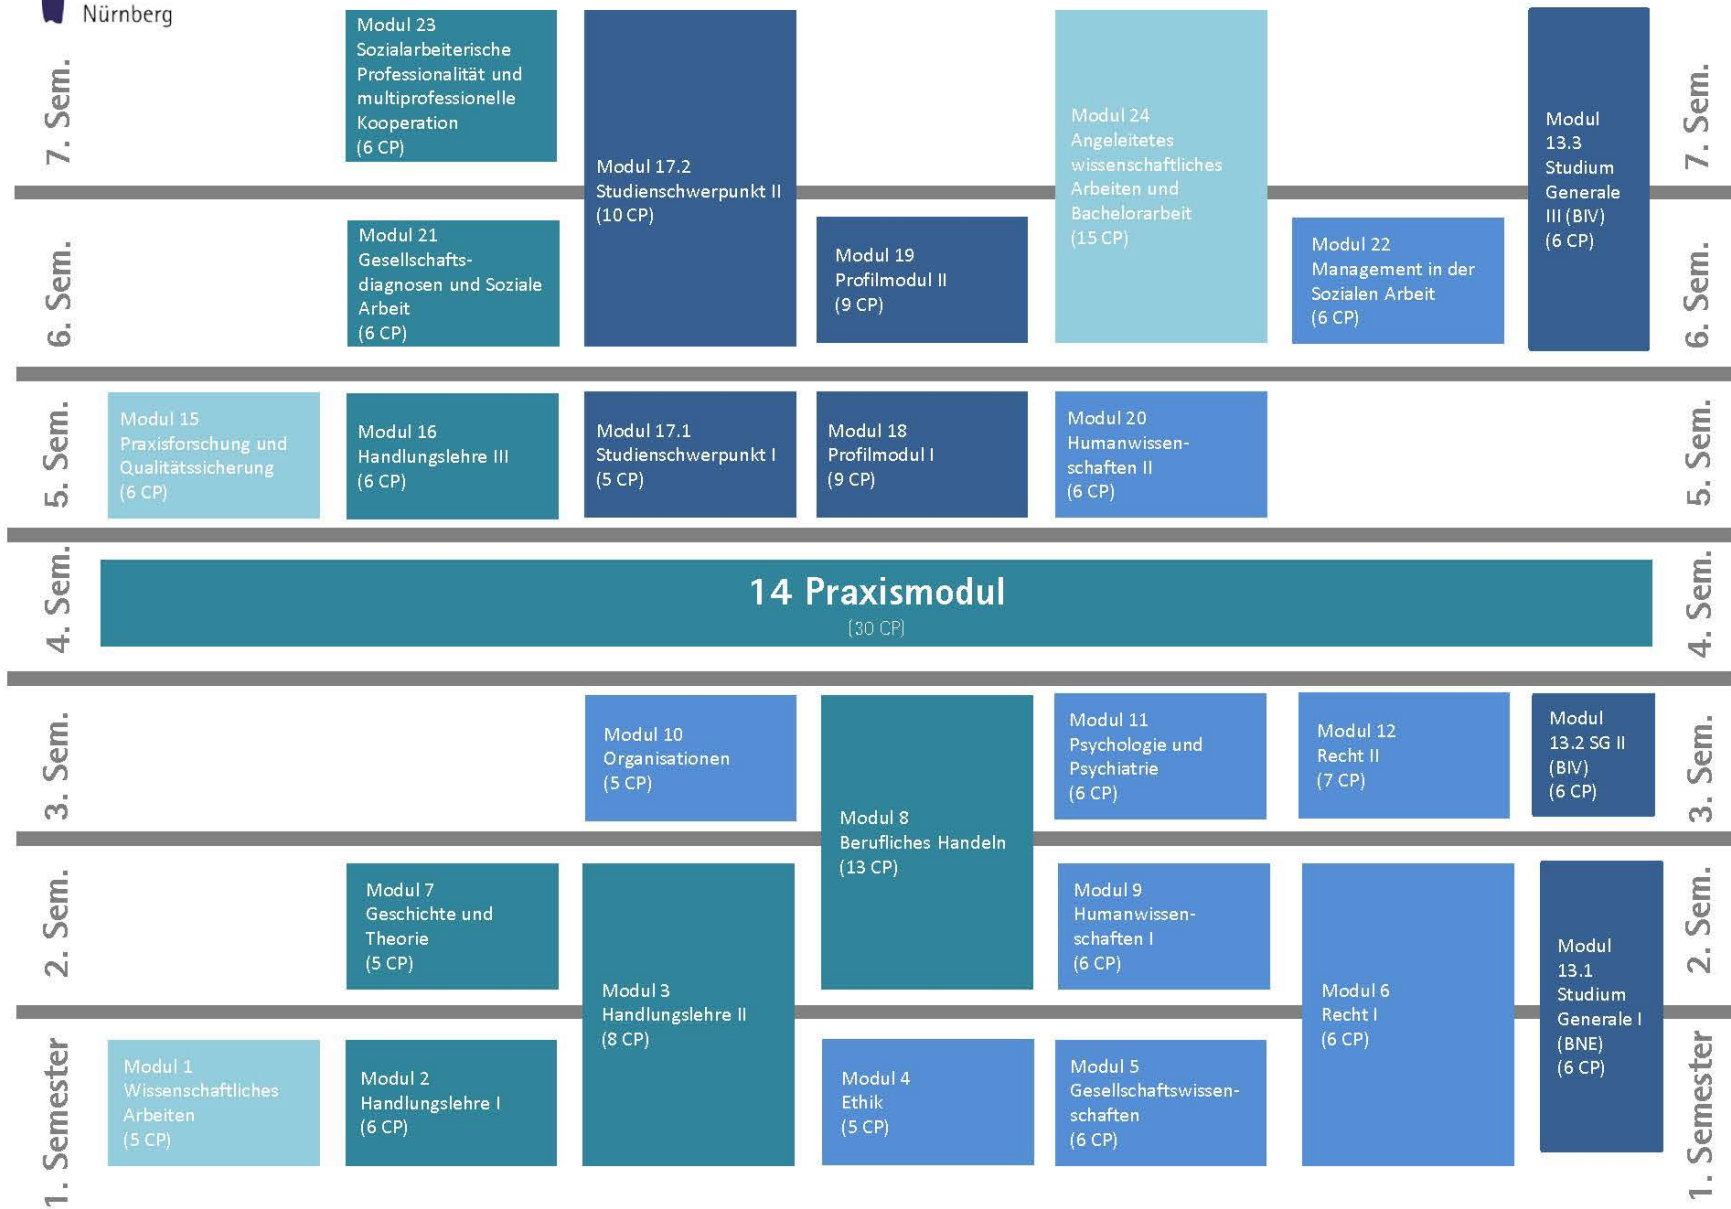 Nürnberg
7. Sem.
Modul 23
Sozialarbeiterische
Professionalität und
multiprofessionelle
Kooperation
(6 CP)
Modul 17.2
Studienschwerpunkt II
(10 CP)
Modul 24
Angeleitetes
wissenschaftliches
Arbeiten und
Bachelorarbeit
(15 CP)
Modul
13.3
Studium
Generale
III (BIV)
(6 CP)
7. Sem.
6. Sem.
Modul 21
Gesellschafts-
diagnosen und Soziale
Arbeit
(6 CP)
Modul 19
Profilmodul II
(9 CP)
Modul 22
Management in der
Sozialen Arbeit
(6 CP)
6. Sem.
5. Sem.
Modul 15
Praxisforschung und
Qualitätssicherung
(6 CP)
Modul 16
Handlungslehre III
(6 CP)
Modul 17.1
Studienschwerpunkt I
(5 CP)
Modul 18
Profilmodul I
(9 CP)
Modul 20
Humanwissen-
schaften II
(6 CP)
5. Sem.
4. Sem.
14 Praxismodul
(30 CP)
4. Sem.
3. Sem.
Modul 10
Organisationen
(5 CP)
Modul 8
Berufliches Handeln
(13 CP)
Modul 11
Psychologie und
Psychiatrie
(6 CP)
Modul 12
Recht II
(7 CP)
Modul
13.2 SG II
(BIV)
(6 CP)
3. Sem.
2. Sem.
Modul 7
Geschichte und
Theorie
(5 CP)
Modul 3
Handlungslehre II
(8 CP)
Modul 9
Humanwissen-
schaften I
(6 CP)
Modul 6
Recht I
(6 CP)
Modul
13.1
Studium
Generale I
(BNE)
(6 CP)
2. Sem.
1. Semester
Modul 1
Wissenschaftliches
Arbeiten
(5 CP)
Modul 2
Handlungslehre I
(6 CP)
Modul 4
Ethik
(5 CP)
Modul 5
Gesellschaftswissen-
schaften
(6 CP)
1. Semester